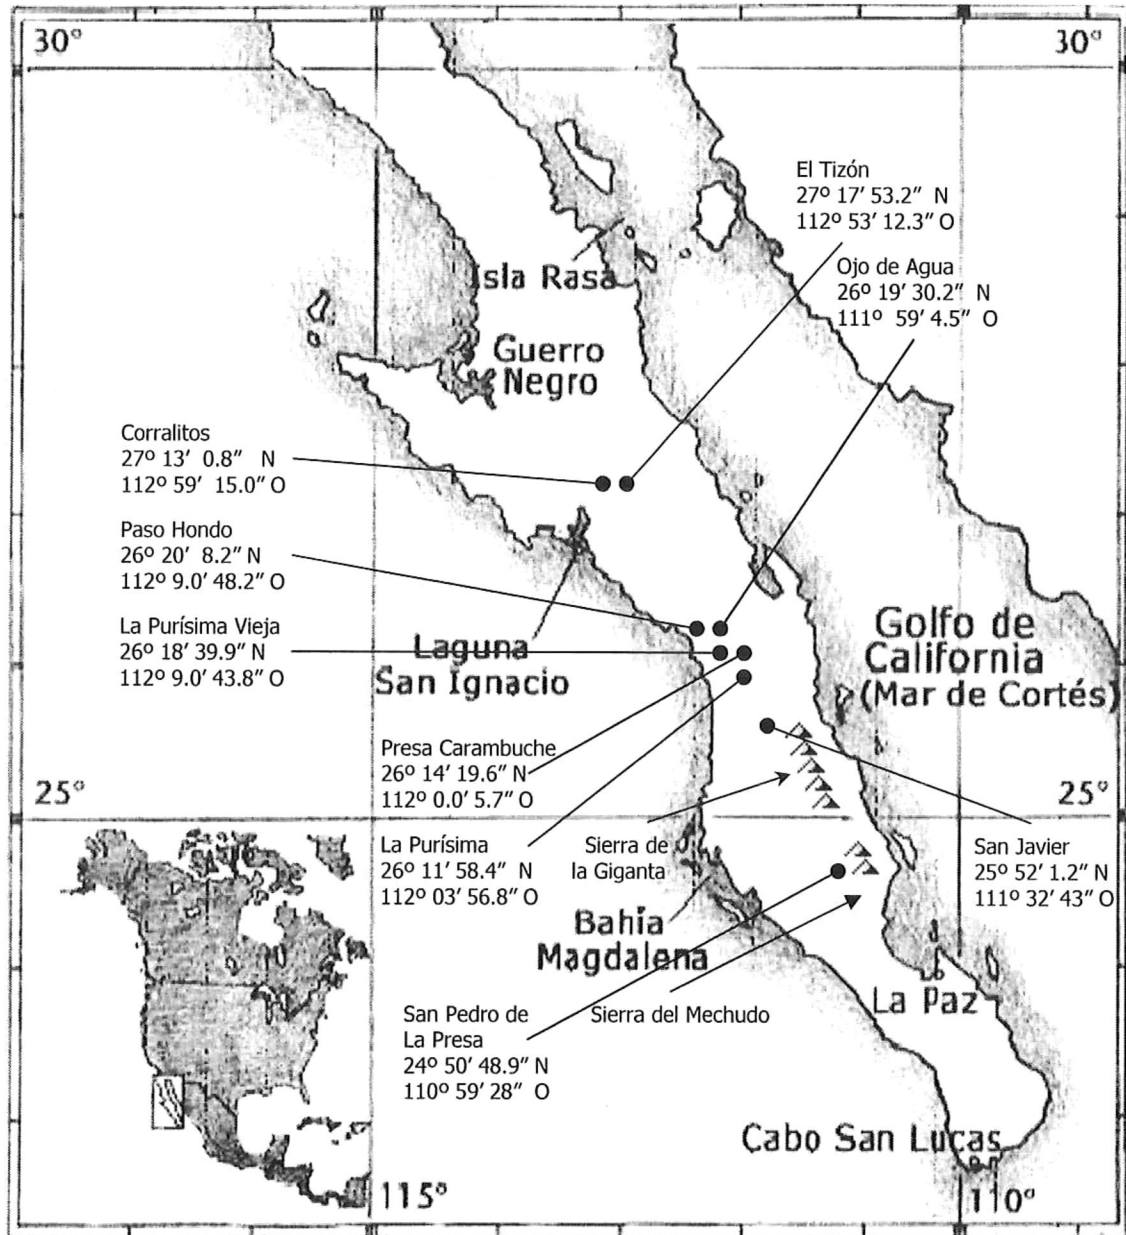 30°
30°
El Tizón
27º 17’ 53.2” N
112º 53’ 12.3” O
Isla Rasa
Ojo de Agua
26º 19’ 30.2” N
111º 59’ 4.5” O
Guerro
Negro
Corralitos
27º 13’ 0.8” N
112º 59’ 15.0” O
Paso Hondo
26º 20’ 8.2” N
112º 9.0’ 48.2” O
La Purísima Vieja
26º 18’ 39.9” N
112º 9.0’ 43.8” O
Laguna
San Ignacio
Golfo de
California
(Mar de Cortés)
Presa Carambuche
26º 14’ 19.6” N
112º 0.0’ 5.7” O
25°
25°
La Purísima
26º 11’ 58.4” N
112º 03’ 56.8” O
Sierra de
la Giganta
San Javier
25º 52’ 1.2” N
111º 32’ 43” O
Bahía
Magdalena
La Paz
San Pedro de
La Presa
24º 50’ 48.9” N
110º 59’ 28” O
Sierra del Mechudo
Cabo San Lucas
115°
110°